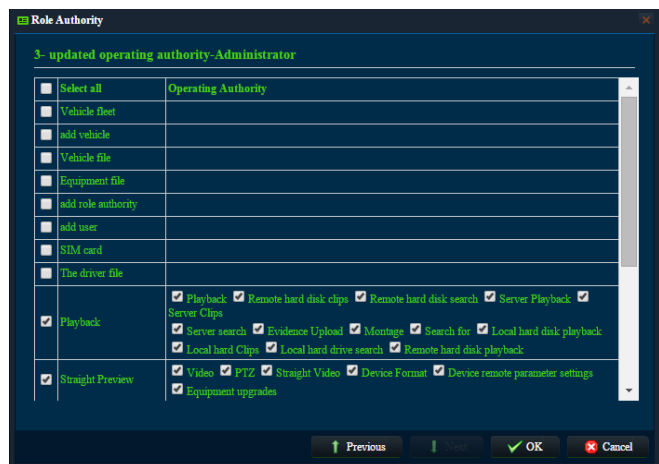 Role Authority
3- updated operating authority-Administrator
Select all Operating Authority
Vehicle fleet
add vehicle
Vehicle file
Equipment file
add role authority
add user
SIM card
The driver file
Playback
Playback Remote hard disk clips Remote hard disk search Server Playback
Server Clips
Server search Evidence Upload Montage Search for Local hard disk playback
Local hard Clips Local hard drive search Remote hard disk playback
Straight Preview
Video PTZ Straight Video Device Format Device remote parameter settings
Equipment upgrades
Previous Next OK Cancel